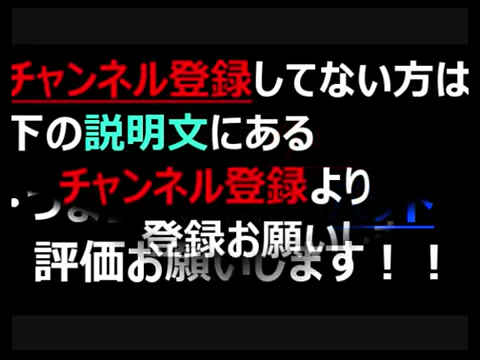 チャンネル登録してない方は
下の説明文にある
チャンネル登録より
登録お願いし
評価お願いします！！